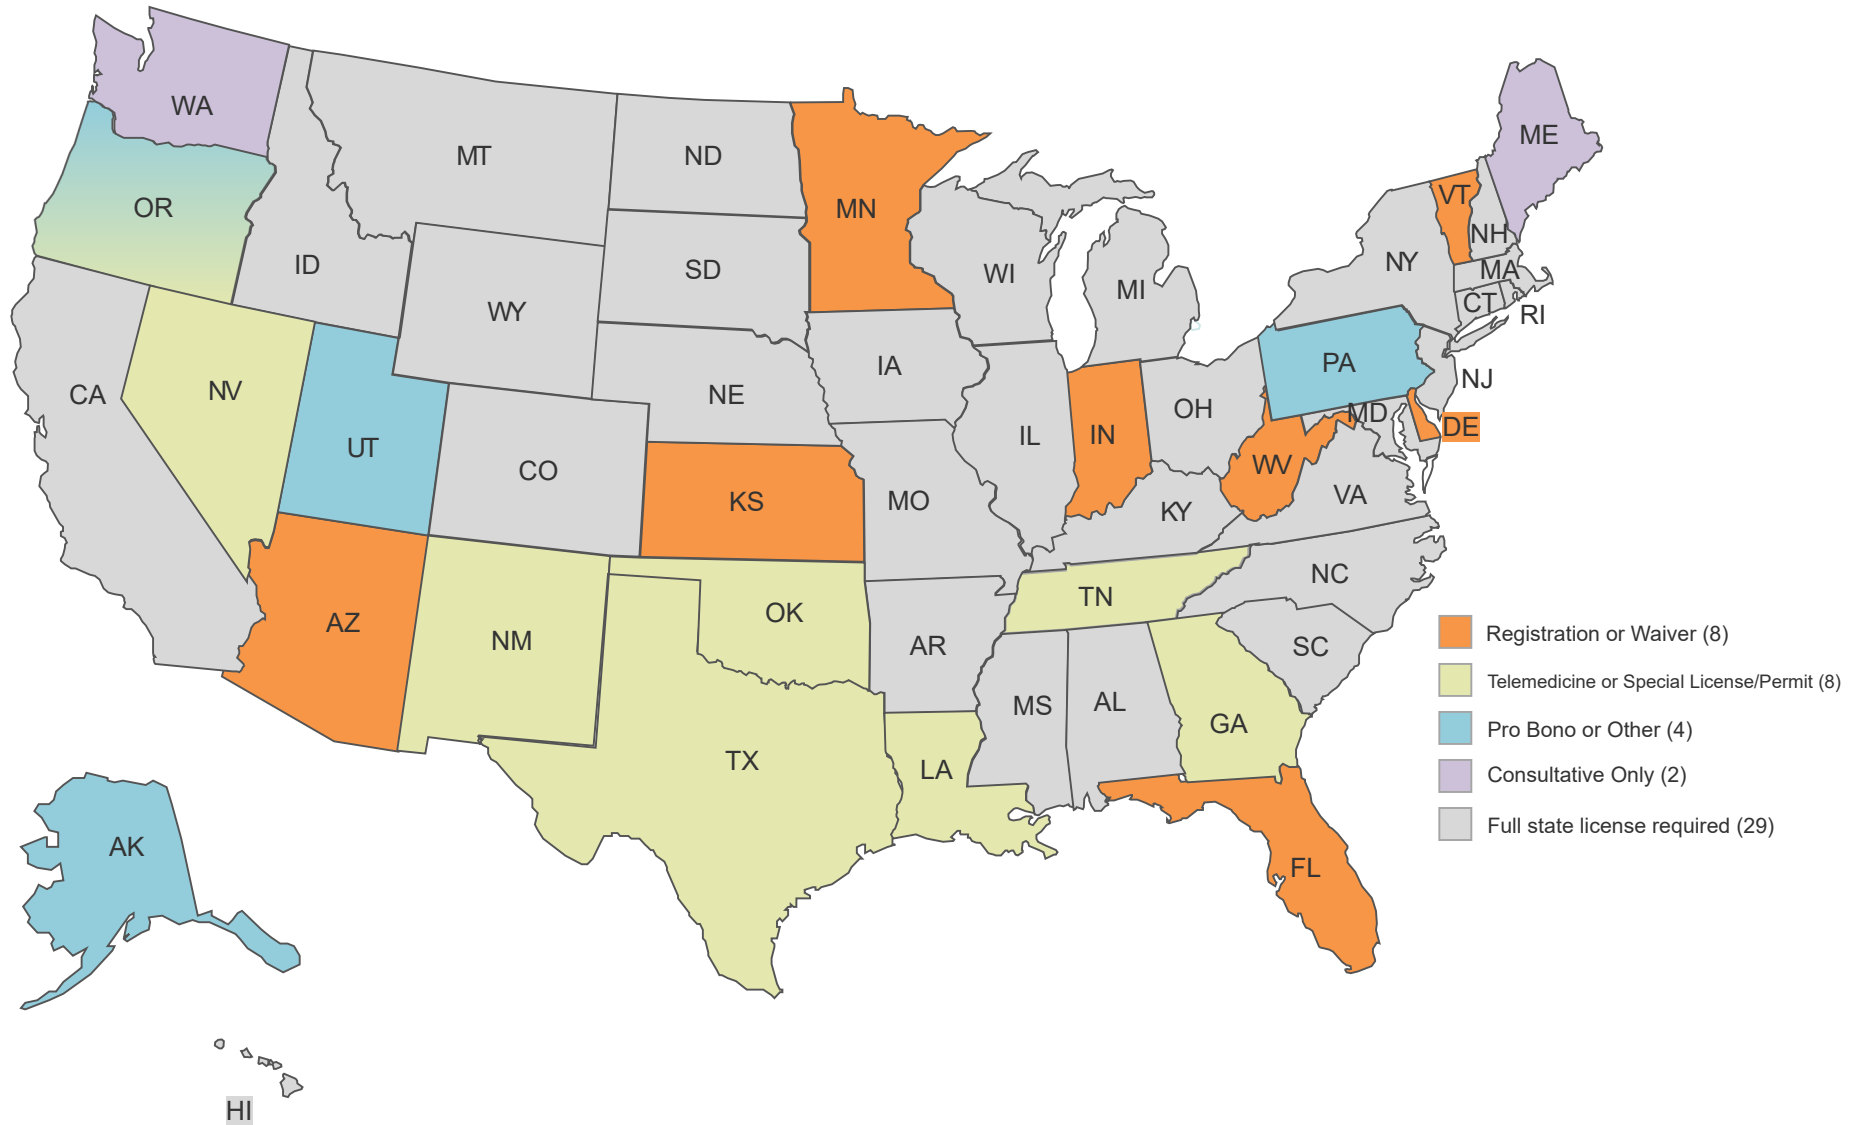 WA
ME
MT
ND
VT
OR
MN
NH
ID
SD
WI
NY
MA
MI
WY
CT
RI
IA
PA
NJ
CA
NV
NE
OH
MD
UT
CO
IL
IN
WV
DE
KS
MO
KY
VA
AZ
NM
OK
TN
NC
AR
SC
Registration or Waiver (8)
TX
LA
MS
AL
GA
Telemedicine or Special License/Permit (8)
Pro Bono or Other (4)
Consultative Only (2)
Full state license required (29)
AK
FL
HI